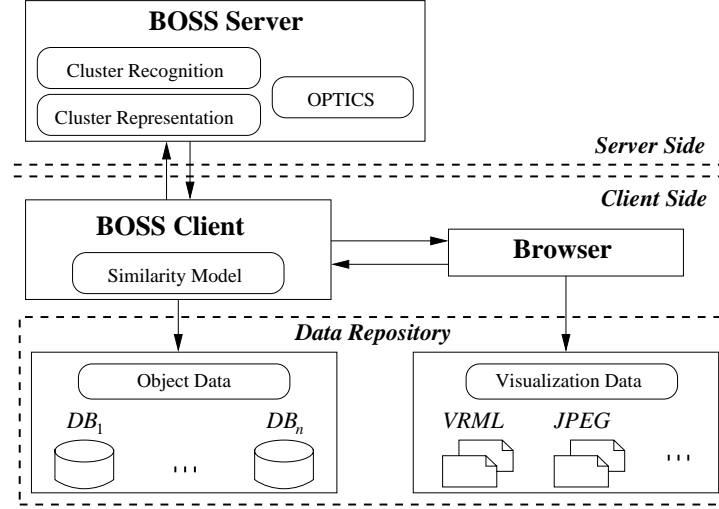 BOSS Server
Cluster Recognition
OPTICS
Cluster Representation
Server Side
Client Side
BOSS Client
Browser
Similarity Model
Data Repository
Object Data
Visualization Data
DB1
DBn
VRML
JPEG
...
...